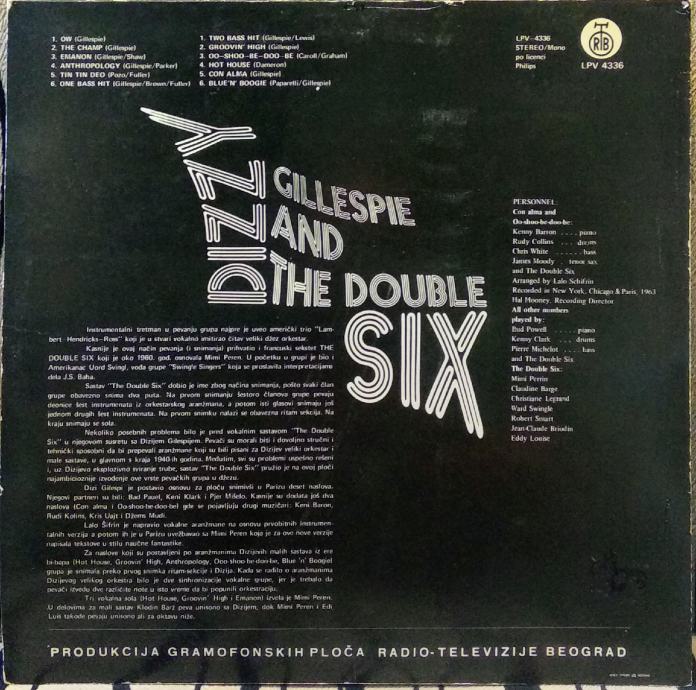 1. OW (Gillespie)
2. THE CHAMP (Gillespie)
3. EMANON (Gillespie/Shaw)
4. ANTHROPOLOGY (Gillespie/Parker)
5. TIN TIN DEO (Pozo/Fuller)
6. ONE BASS HIT (Gillespie/Brown/Fuller)
1. TWO BASS HIT (Gillespie/Lewis)
2. GROOVIN' HIGH (Gillespie)
3. OO-SHOO-BE-DOO-BE (Caroll/Graham)
4. HOT HOUSE (Dameron)
5. CON ALMA (Gillespie)
6. BLUE'N' BOOGIE (Paparelli/Gillespie)
LPV-4336
STEREO/Mono
po licenci
Philips
RTB
LPV 4336
DIZZY
GILLESPIE
AND
THE DOUBLE
SIX
PERSONNEL:
Con alma and
Oo-shoo-be-doo-be:
Kenny Barron .... piano
Rudy Collins ... drums
Chris White ...... bass
James Moody . tenor sax
and The Double Six
Arranged by Lalo Schifrin
Recorded in New York, Chicago & Paris, 1963
Hal Mooney, Recording Director
All other numbers
played by:
Bud Powell ..... piano
Kenny Clark ... drums
Pierre Michelot ... bass
and The Double Six
The Double Six:
Mimi Perrin
Claudine Barge
Christiane Legrand
Ward Swingle
Robert Smart
Jean-Claude Briodin
Eddy Louise
Instrumentalni tretman u pevanju grupa najpre je uveo američki trio "Lam-
bert-Hendricks-Ross" koji je u stvari vokalno imitirao čitav veliki džez orkestar.
Kasnije je ovaj način pevanja (i snimanja) prihvatio i francuski sekstet THE
DOUBLE SIX koji je oko 1960. god. osnovala Mimi Peren. U početku u grupi je bio i
Amerikanac Uord Svingl, vođa grupe "Swingle Singers" koja se proslavila interpretacijama
dela J.S. Baha.
Sastav "The Double Six" dobio je ime zbog načina snimanja, pošto svaki član
grupe obavezno snima dva puta. Na prvom snimanju šestoro članova grupe pevaju
deonice šest instrumenata iz orkestarskog aranžmana, a potom isti glasovi snimaju još
jednom drugih šest instrumenata. Na prvom snimku nalazi se obavezna ritam sekcija. Na
kraju snimaju se sola.
Nekoliko posebnih problema bilo je pred vokalnim sastavom "The Double
Six" u njegovom susretu sa Dizijem Gilespijem. Pevači su morali biti i dovoljno stručni i
tehnički sposobni da bi prepevali aranžmane koji su bili pisani za Dizijev veliki orkestar i
male sastave, u glavnom s kraja 1940-ih godina. Međutim, svi su problemi uspešno rešeni
i, uz Dizijevo eksplozivno sviranje trube, sastav "The Double Six" pružio je na ovoj ploči
najambicioznije izvođenje ove vrste pevačkih grupa u džezu.
Dizi Gilespi je postavio osnovu za ploču snimivši u Parizu deset naslova.
Njegovi partneri su bili: Bad Pauel, Keni Klark i Pjer Mišelo. Kasnije su dodata još dva
naslova (Con alma i Oo-shoo-be-doo-be) gde se pojavljuju drugi muzičari: Keni Baron,
Rudi Kolins, Kris Uajt i Džems Mudi.
Lalo Šifrin je napravio vokalne aranžmane na osnovu prvobitnih instrumen-
talnih verzija a potom ih je u Parizu uvežbavao sa Mimi Peren koja je za ove nove verzije
napisala tekstove u stilu naučne fantastike.
Za naslove koji su postavljeni po aranžmanima Dizijevih malih sastava iz ere
bi-bapa (Hot House, Groovin' High, Anthropology, Ooo-shoo-be-doo-be, Blue 'n' Boogie)
grupa je snimala preko prvog snimka ritam-sekcije i Dizija. Kada se radilo o aranžmanima
Dizijevog velikog orkestra bilo je dve sinhronizacije vokalne grupe, jer je trebalo da
pevači izvedu dve različite note u isto vreme da bi popunili orkestraciju.
Tri vokalna sola (Hot House, Groovin' High i Emanon) izvela je Mimi Peren.
U delovima za mali sastav Klodin Barž peva unisono sa Dizijem, dok Mimi Peren i Edi
Luis takođe pevaju unisono ali za oktavu niže.
PRODUKCIJA GRAMOFONSKIH PLOČA RADIO-TELEVIZIJE BEOGRAD